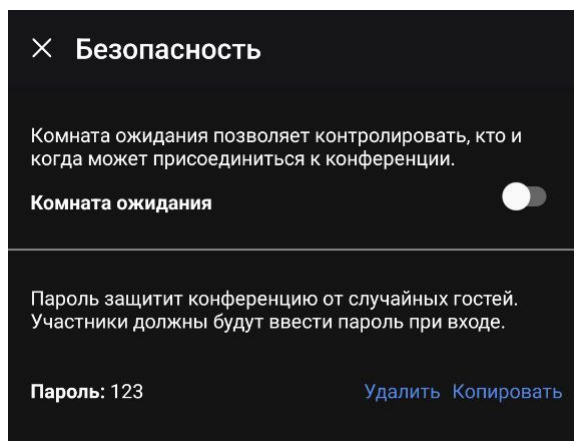 Безопасность
Комната ожидания позволяет контролировать, кто и
когда может присоединиться к конференции.
Комната ожидания
Пароль защитит конференцию от случайных гостей.
Участники должны будут ввести пароль при входе.
Пароль: 123 Удалить Копировать